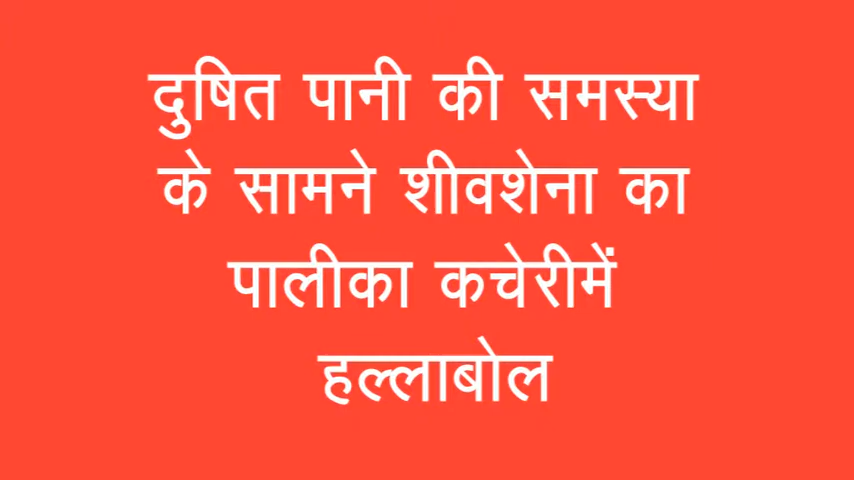 दुषित पानी की समस्या
के सामने शीवशेना का
पालीका कचेरीमें
हल्लाबोल